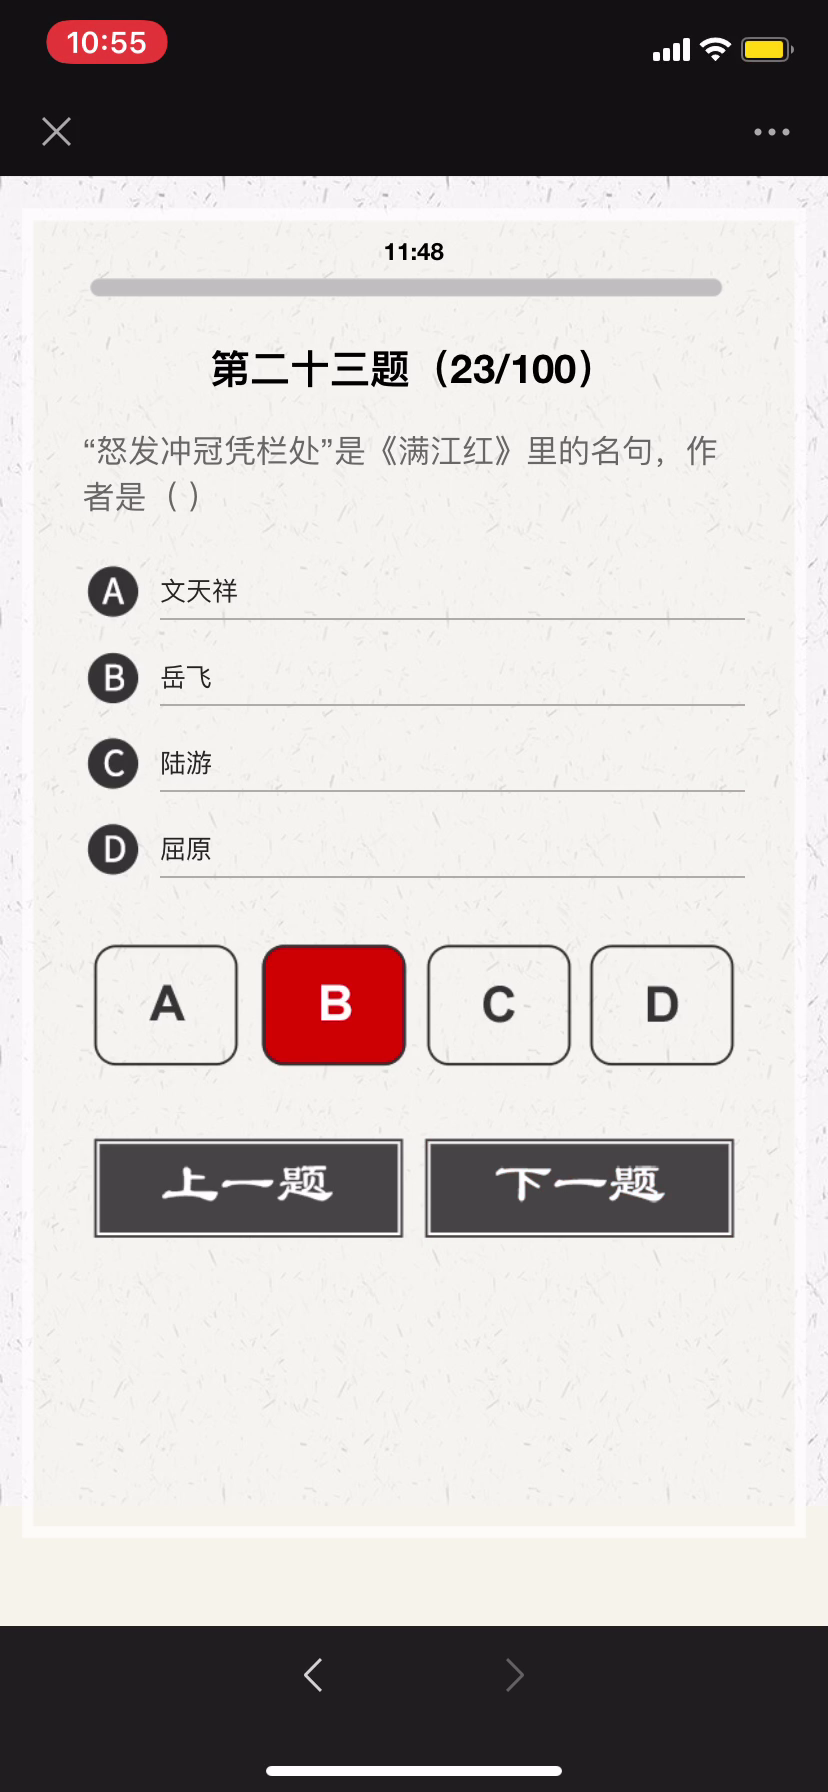 10:55
11:48
第二十三题（23/100）
“怒发冲冠凭栏处”是《满江红》里的名句，作
者是（ ）
A 文天祥
B 岳飞
C 陆游
D 屈原
A B C D
上一题 下一题